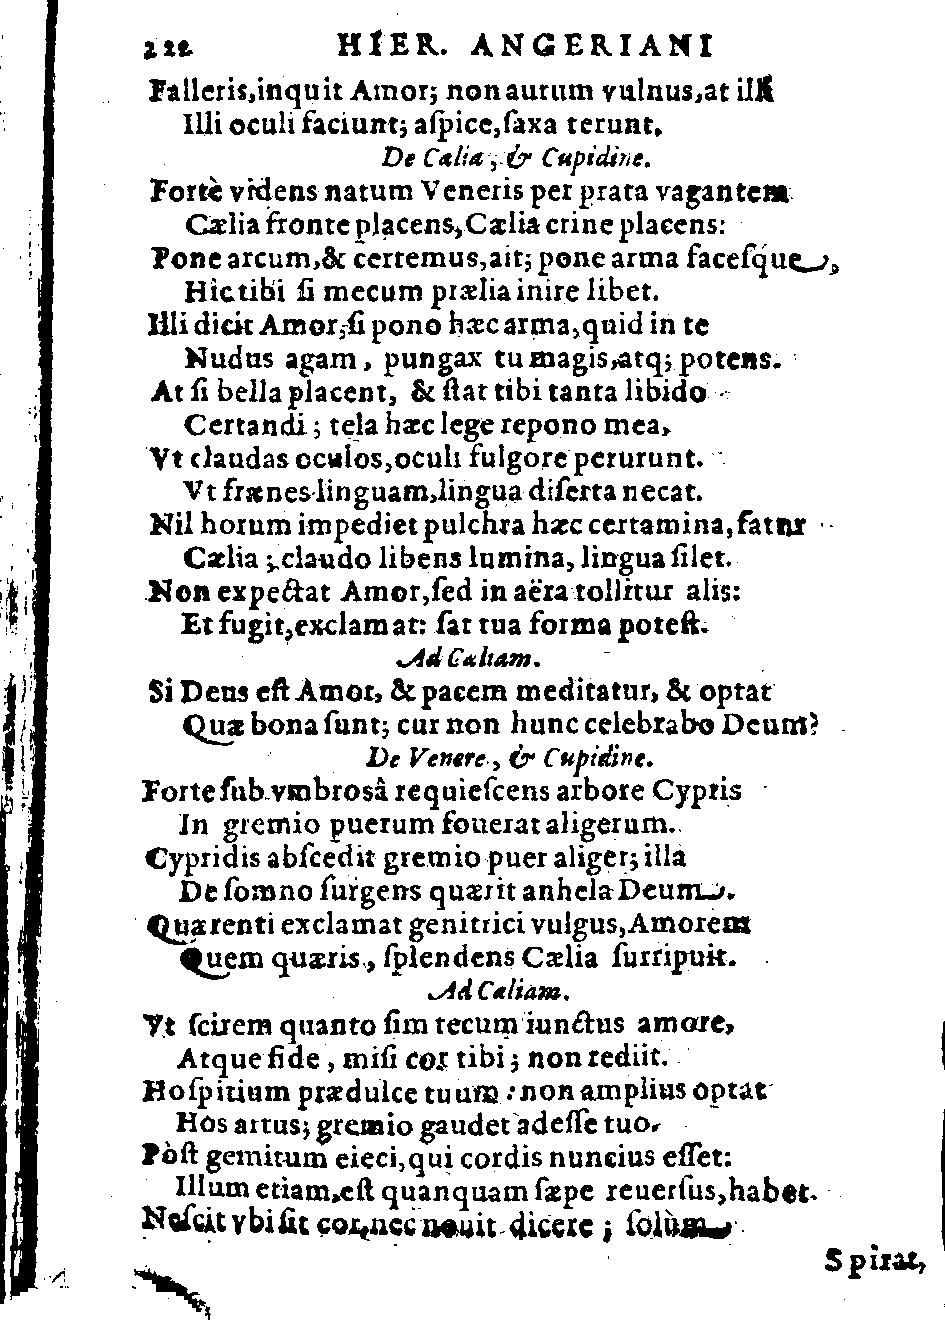 222 HIER. ANGERIANI
Falleris,inquit Amor; non aurum vulnus,at illi
Illi oculi faciunt; aſpice,ſaxa terunt.
De Cælia, & Cupidine.
Fortè videns natum Veneris per prata vagantem
Cælia fronte placens,Cælia crine placens:
Pone arcum,& certemus,ait; pone arma faceſque,
Hic tibi ſi mecum prælia inire libet.
Illi dicit Amor,ſi pono hæc arma,quid in te
Nudus agam, pungax tu magis,atq; potens.
At ſi bella placent, & ſtat tibi tanta libido
Certandi; tela hæc lege repono mea,
Vt claudas oculos,oculi fulgore perurunt.
Vt frænes linguam,lingua diſerta necat.
Nil horum impediet pulchra hæc certamina, fatur
Cælia; claudo libens lumina, lingua ſilet.
Non expectat Amor,ſed in aëra tollitur alis:
Et fugit,exclamat: ſat tua forma poteſt.
Ad Cæliam.
Si Deus eſt Amor, & pacem meditatur, & optat
Quæ bona ſunt; cur non hunc celebrabo Deum?
De Venere, & Cupidine.
Forte ſub vmbrosâ requieſcens arbore Cypris
In gremio puerum fouerat aligerum.
Cypridis abſcedit gremio puer aliger; illa
De ſomno ſurgens quærit anhela Deum.
Quærenti exclamat genitrici vulgus,Amorem
Quem quæris, ſplendens Cælia ſurripuit.
Ad Cæliam.
Vt ſcirem quanto ſim tecum iunctus amore,
Atque fide, miſi cor tibi; non rediit.
Hoſpitium prædulce tuum: non amplius optat
Hos artus; gremio gaudet adeſſe tuo.
Pòſt gemitum eieci,qui cordis nuncius eſſet:
Illum etiam,eſt quanquam ſæpe reuerſus,habet.
Neſcit vbi ſit cor,nec nouit dicere; ſolùm
Spirat,